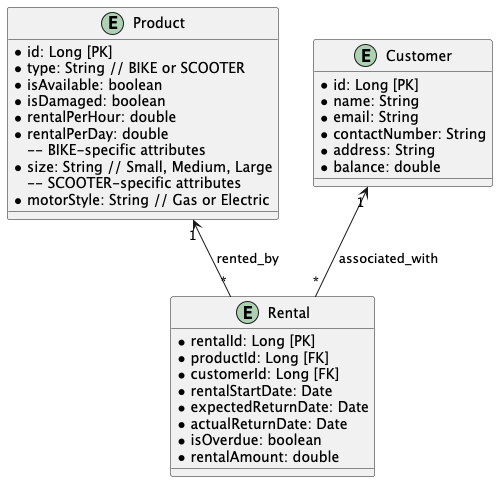 E Product
id: Long [PK]
type: String // BIKE or SCOOTER
isAvailable: boolean
isDamaged: boolean
rentalPerHour: double
rentalPerDay: double
-- BIKE-specific attributes
size: String // Small, Medium, Large
-- SCOOTER-specific attributes
motorStyle: String // Gas or Electric
E Customer
id: Long [PK]
name: String
email: String
contactNumber: String
address: String
balance: double
1
1
rented_by
associated_with
*
*
E Rental
rentalId: Long [PK]
productId: Long [FK]
customerId: Long [FK]
rentalStartDate: Date
expectedReturnDate: Date
actualReturnDate: Date
isOverdue: boolean
rentalAmount: double